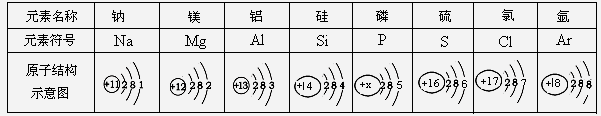 元素名称 钠 镁 铝 硅 磷 硫 氯 氩
元素符号 Na Mg Al Si P S Cl Ar
原子结构
示意图 +11 2 8 1 +12 2 8 2 +13 2 8 3 +14 2 8 4 +x 2 8 5 +16 2 8 6 +17 2 8 7 +18 2 8 8